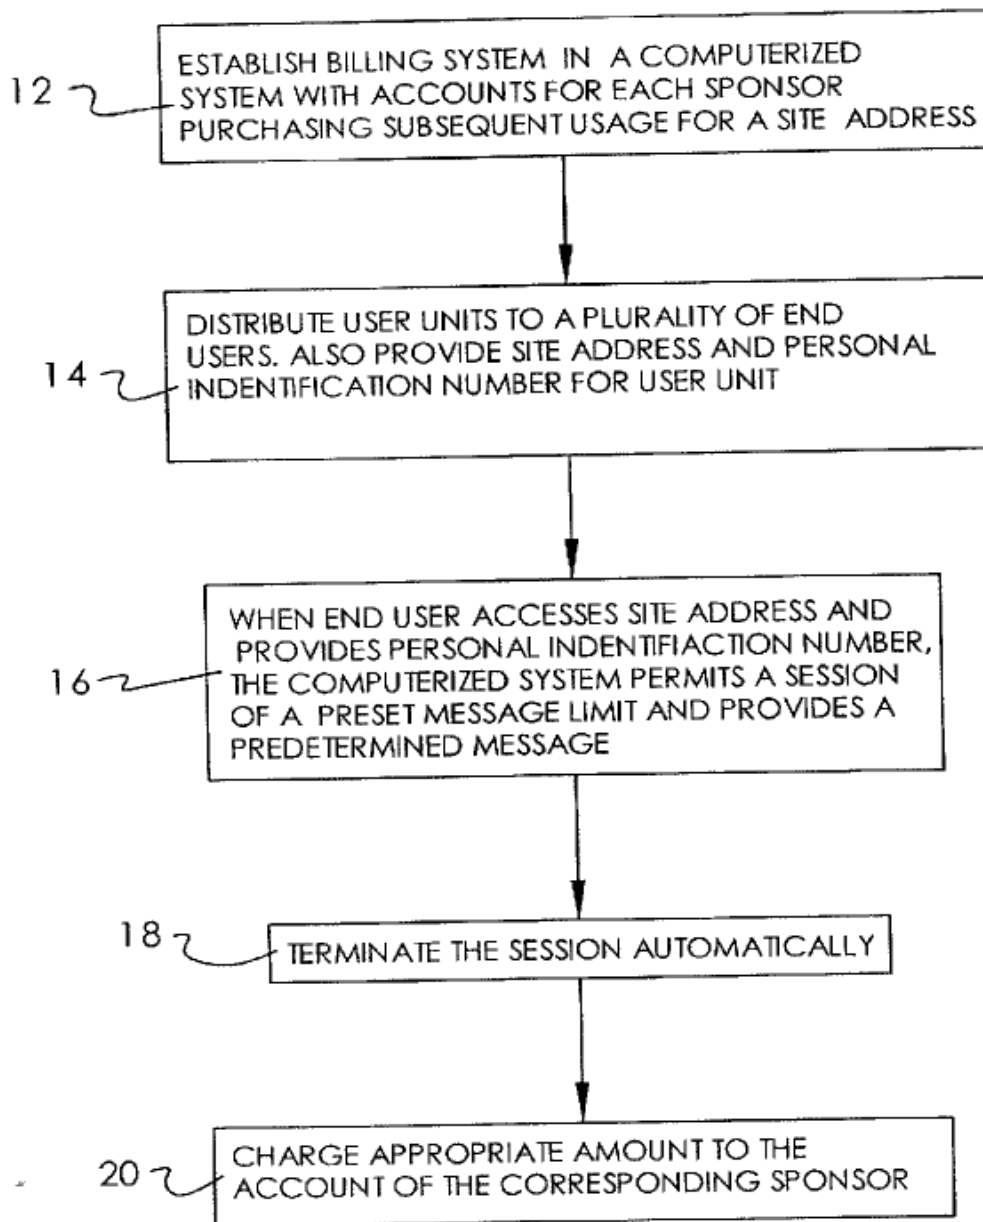 12
ESTABLISH BILLING SYSTEM IN A COMPUTERIZED
SYSTEM WITH ACCOUNTS FOR EACH SPONSOR
PURCHASING SUBSEQUENT USAGE FOR A SITE ADDRESS
14
DISTRIBUTE USER UNITS TO A PLURALITY OF END
USERS. ALSO PROVIDE SITE ADDRESS AND PERSONAL
INDENTIFICATION NUMBER FOR USER UNIT
16
WHEN END USER ACCESSES SITE ADDRESS AND
PROVIDES PERSONAL INDENTIFIACTION NUMBER,
THE COMPUTERIZED SYSTEM PERMITS A SESSION
OF A PRESET MESSAGE LIMIT AND PROVIDES A
PREDETERMINED MESSAGE
18
TERMINATE THE SESSION AUTOMATICALLY
20
CHARGE APPROPRIATE AMOUNT TO THE
ACCOUNT OF THE CORRESPONDING SPONSOR